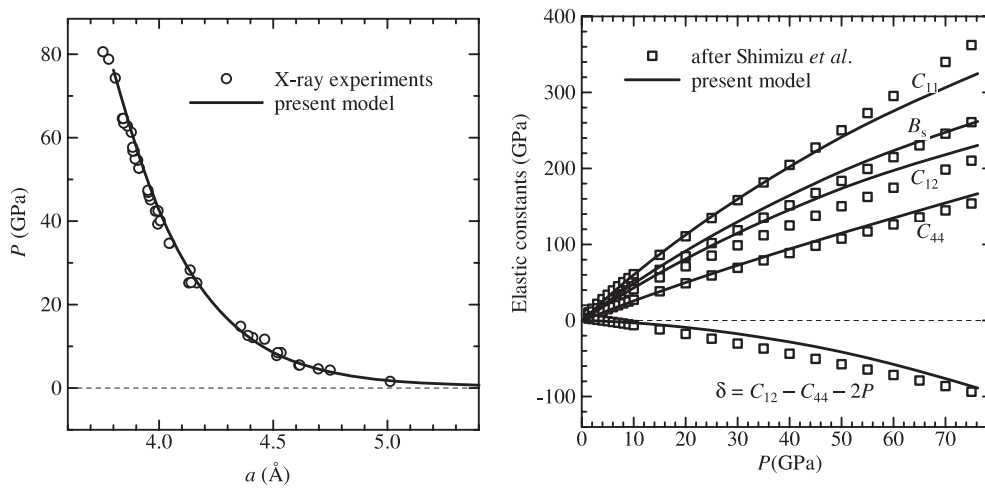 80
60
40
20
0
P (GPa)
X-ray experiments
present model
4.0
4.5
5.0
a (Å)
400
300
200
100
0
-100
Elastic constants (GPa)
after Shimizu et al.
present model
C11
Bs
C12
C44
δ = C12 − C44 − 2P
0
10
20
30
40
50
60
70
P(GPa)